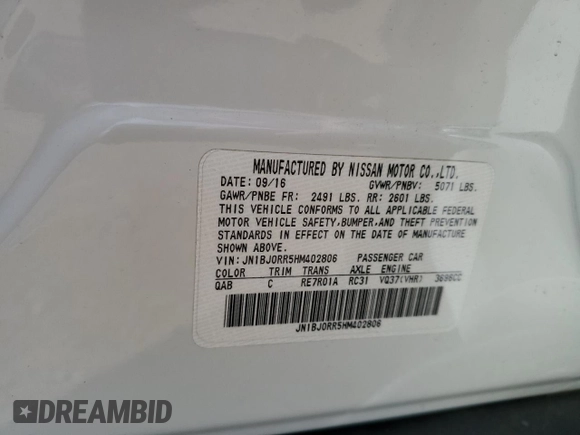 MANUFACTURED BY NISSAN MOTOR CO.,LTD.
DATE: 09/16 GVWR/PNBV: 5071 LBS.
GAWR/PNBE FR: 2491 LBS. RR: 2601 LBS.
THIS VEHICLE CONFORMS TO ALL APPLICABLE FEDERAL
MOTOR VEHICLE SAFETY,BUMPER,AND THEFT PREVENTION
STANDARDS IN EFFECT ON THE DATE OF MANUFACTURE
SHOWN ABOVE.
VIN: JN1BJ0RR5HM402806 PASSENGER CAR
COLOR TRIM TRANS AXLE ENGINE
QAB C RE7R01A RC31 VQ37(VHR) 3696CC
JN1BJ0RR5HM402806
DREAMBID